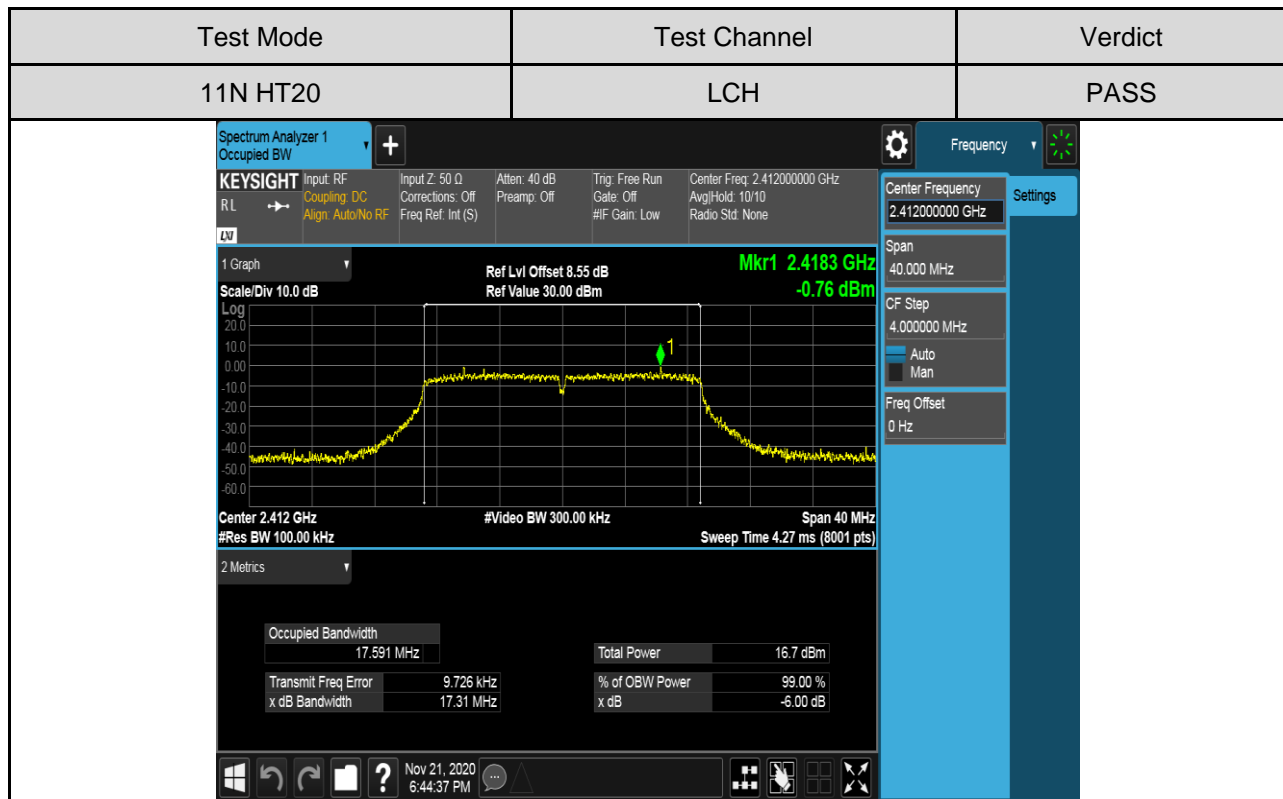 Test Mode Test Channel Verdict
11N HT20 LCH PASS
Spectrum Analyzer 1
Occupied BW
+
Frequency
KEYSIGHT
R L
LXI
Input: RF
Coupling: DC
Align: Auto/No RF
Input Z: 50 Ω
Corrections: Off
Freq Ref: Int (S)
Atten: 40 dB
Preamp: Off
Trig: Free Run
Gate: Off
#IF Gain: Low
Center Freq: 2.412000000 GHz
Avg|Hold: 10/10
Radio Std: None
Center Frequency
2.412000000 GHz
Settings
Span
40.000 MHz
CF Step
4.000000 MHz
Auto
Man
Freq Offset
0 Hz
1 Graph
Scale/Div 10.0 dB
Ref Lvl Offset 8.55 dB
Ref Value 30.00 dBm
Mkr1 2.4183 GHz
-0.76 dBm
Log
20.0
10.0
0.00
-10.0
-20.0
-30.0
-40.0
-50.0
-60.0
1
Center 2.412 GHz #Video BW 300.00 kHz Span 40 MHz
#Res BW 100.00 kHz Sweep Time 4.27 ms (8001 pts)
2 Metrics
Occupied Bandwidth
17.591 MHz
Total Power 16.7 dBm
Transmit Freq Error 9.726 kHz
% of OBW Power 99.00 %
x dB Bandwidth 17.31 MHz
x dB -6.00 dB
?
Nov 21, 2020
6:44:37 PM